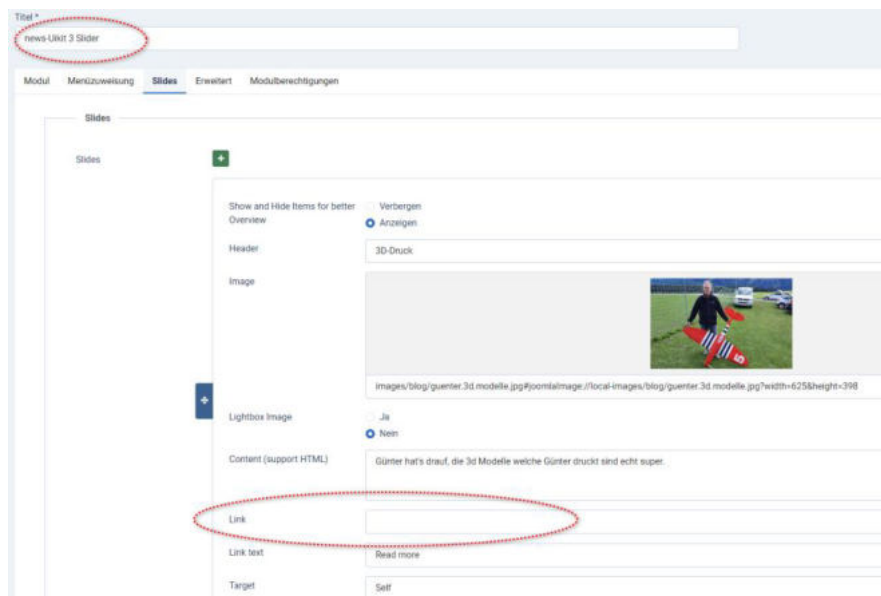 Titel *
news-Uikit 3 Slider
Modul Menüzuweisung Slides Erweitert Modulberechtigungen
Slides
Slides
+
Show and Hide Items for better Overview
Verbergen
Anzeigen
Header
3D-Druck
Image
5
images/blog/guenter.3d.modelle.jpg#joomlaImage://local-images/blog/guenter.3d.modelle.jpg?width=625&height=398
Lightbox Image
Ja
Nein
Content (support HTML)
Günter hat's drauf, die 3d Modelle welche Günter druckt sind echt super.
Link
Link text
Read more
Target
Self